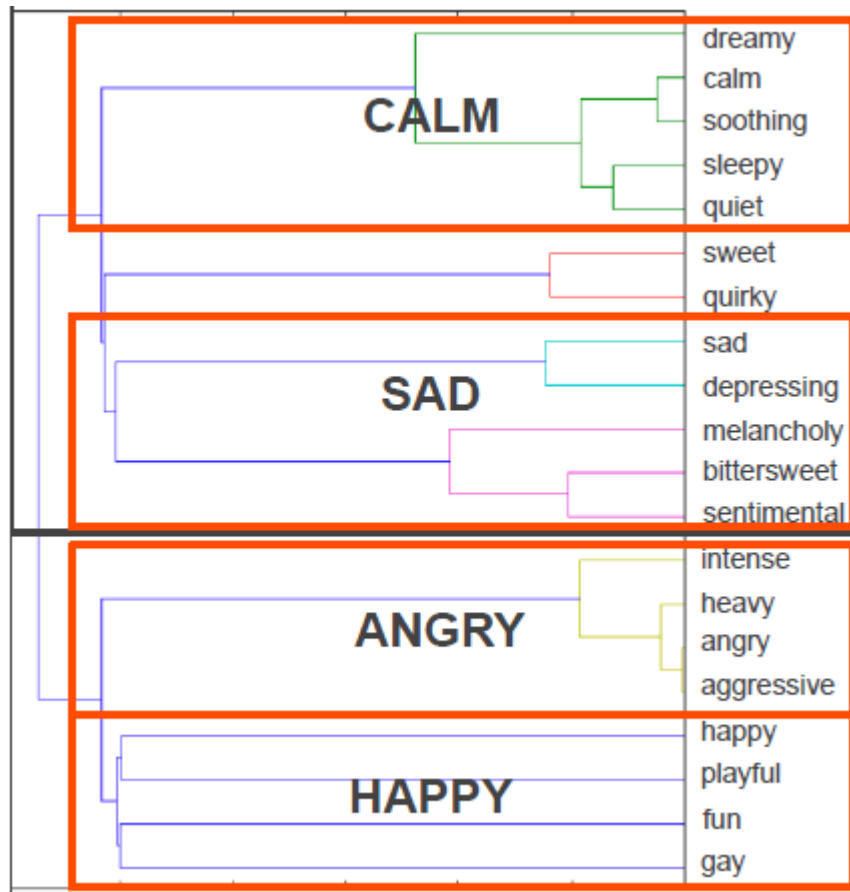 dreamy
calm
CALM
soothing
sleepy
quiet
sweet
quirky
sad
SAD
depressing
melancholy
bittersweet
sentimental
intense
heavy
ANGRY
angry
aggressive
happy
playful
HAPPY
fun
gay